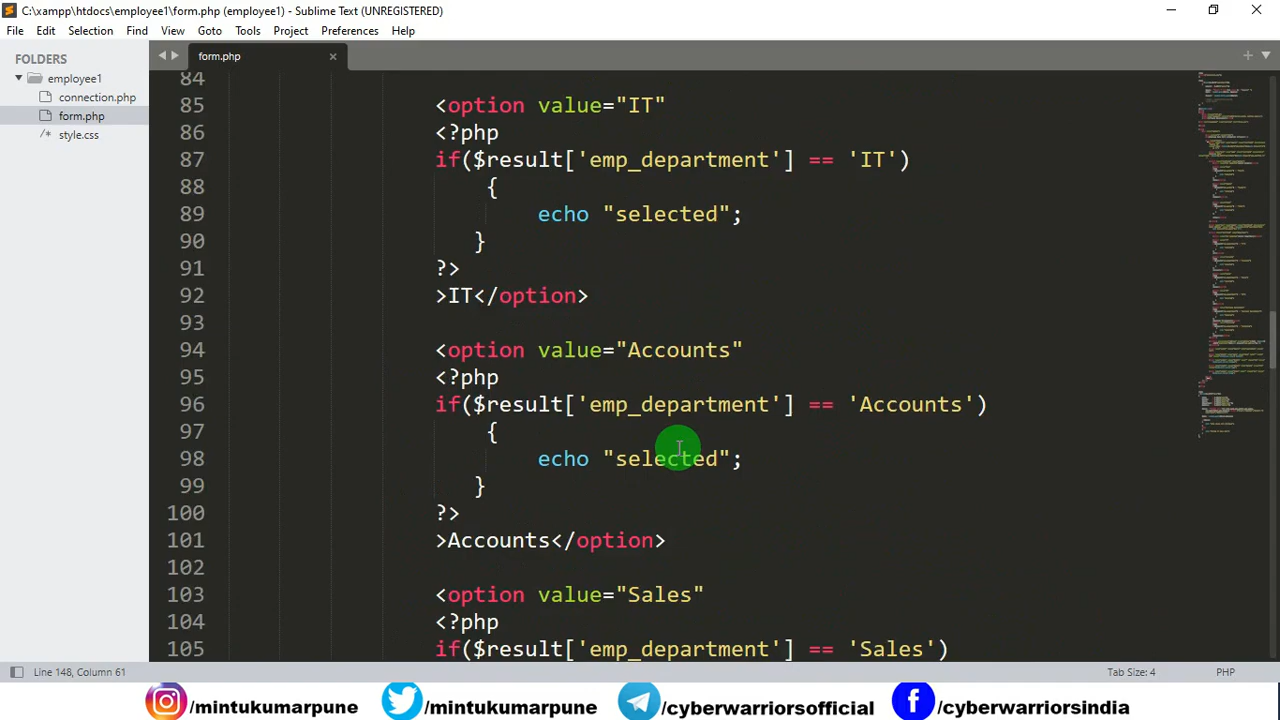 C:\xampp\htdocs\employee1\form.php (employee1) - Sublime Text (UNREGISTERED)
File Edit Selection Find View Goto Tools Project Preferences Help
FOLDERS
employee1
connection.php
form.php
style.css
form.php
84
85 <option value="IT"
86 <?php
87 if($result['emp_department'] == 'IT')
88 {
89 echo "selected";
90 }
91 ?>
92 >IT</option>
93
94 <option value="Accounts"
95 <?php
96 if($result['emp_department'] == 'Accounts')
97 {
98 echo "selected";
99 }
100 ?>
101 >Accounts</option>
102
103 <option value="Sales"
104 <?php
105 if($result['emp_department'] == 'Sales')
Line 148, Column 61 Tab Size: 4 PHP
/mintukumarpune /mintukumarpune /cyberwarriorsofficial /cyberwarriorsindia